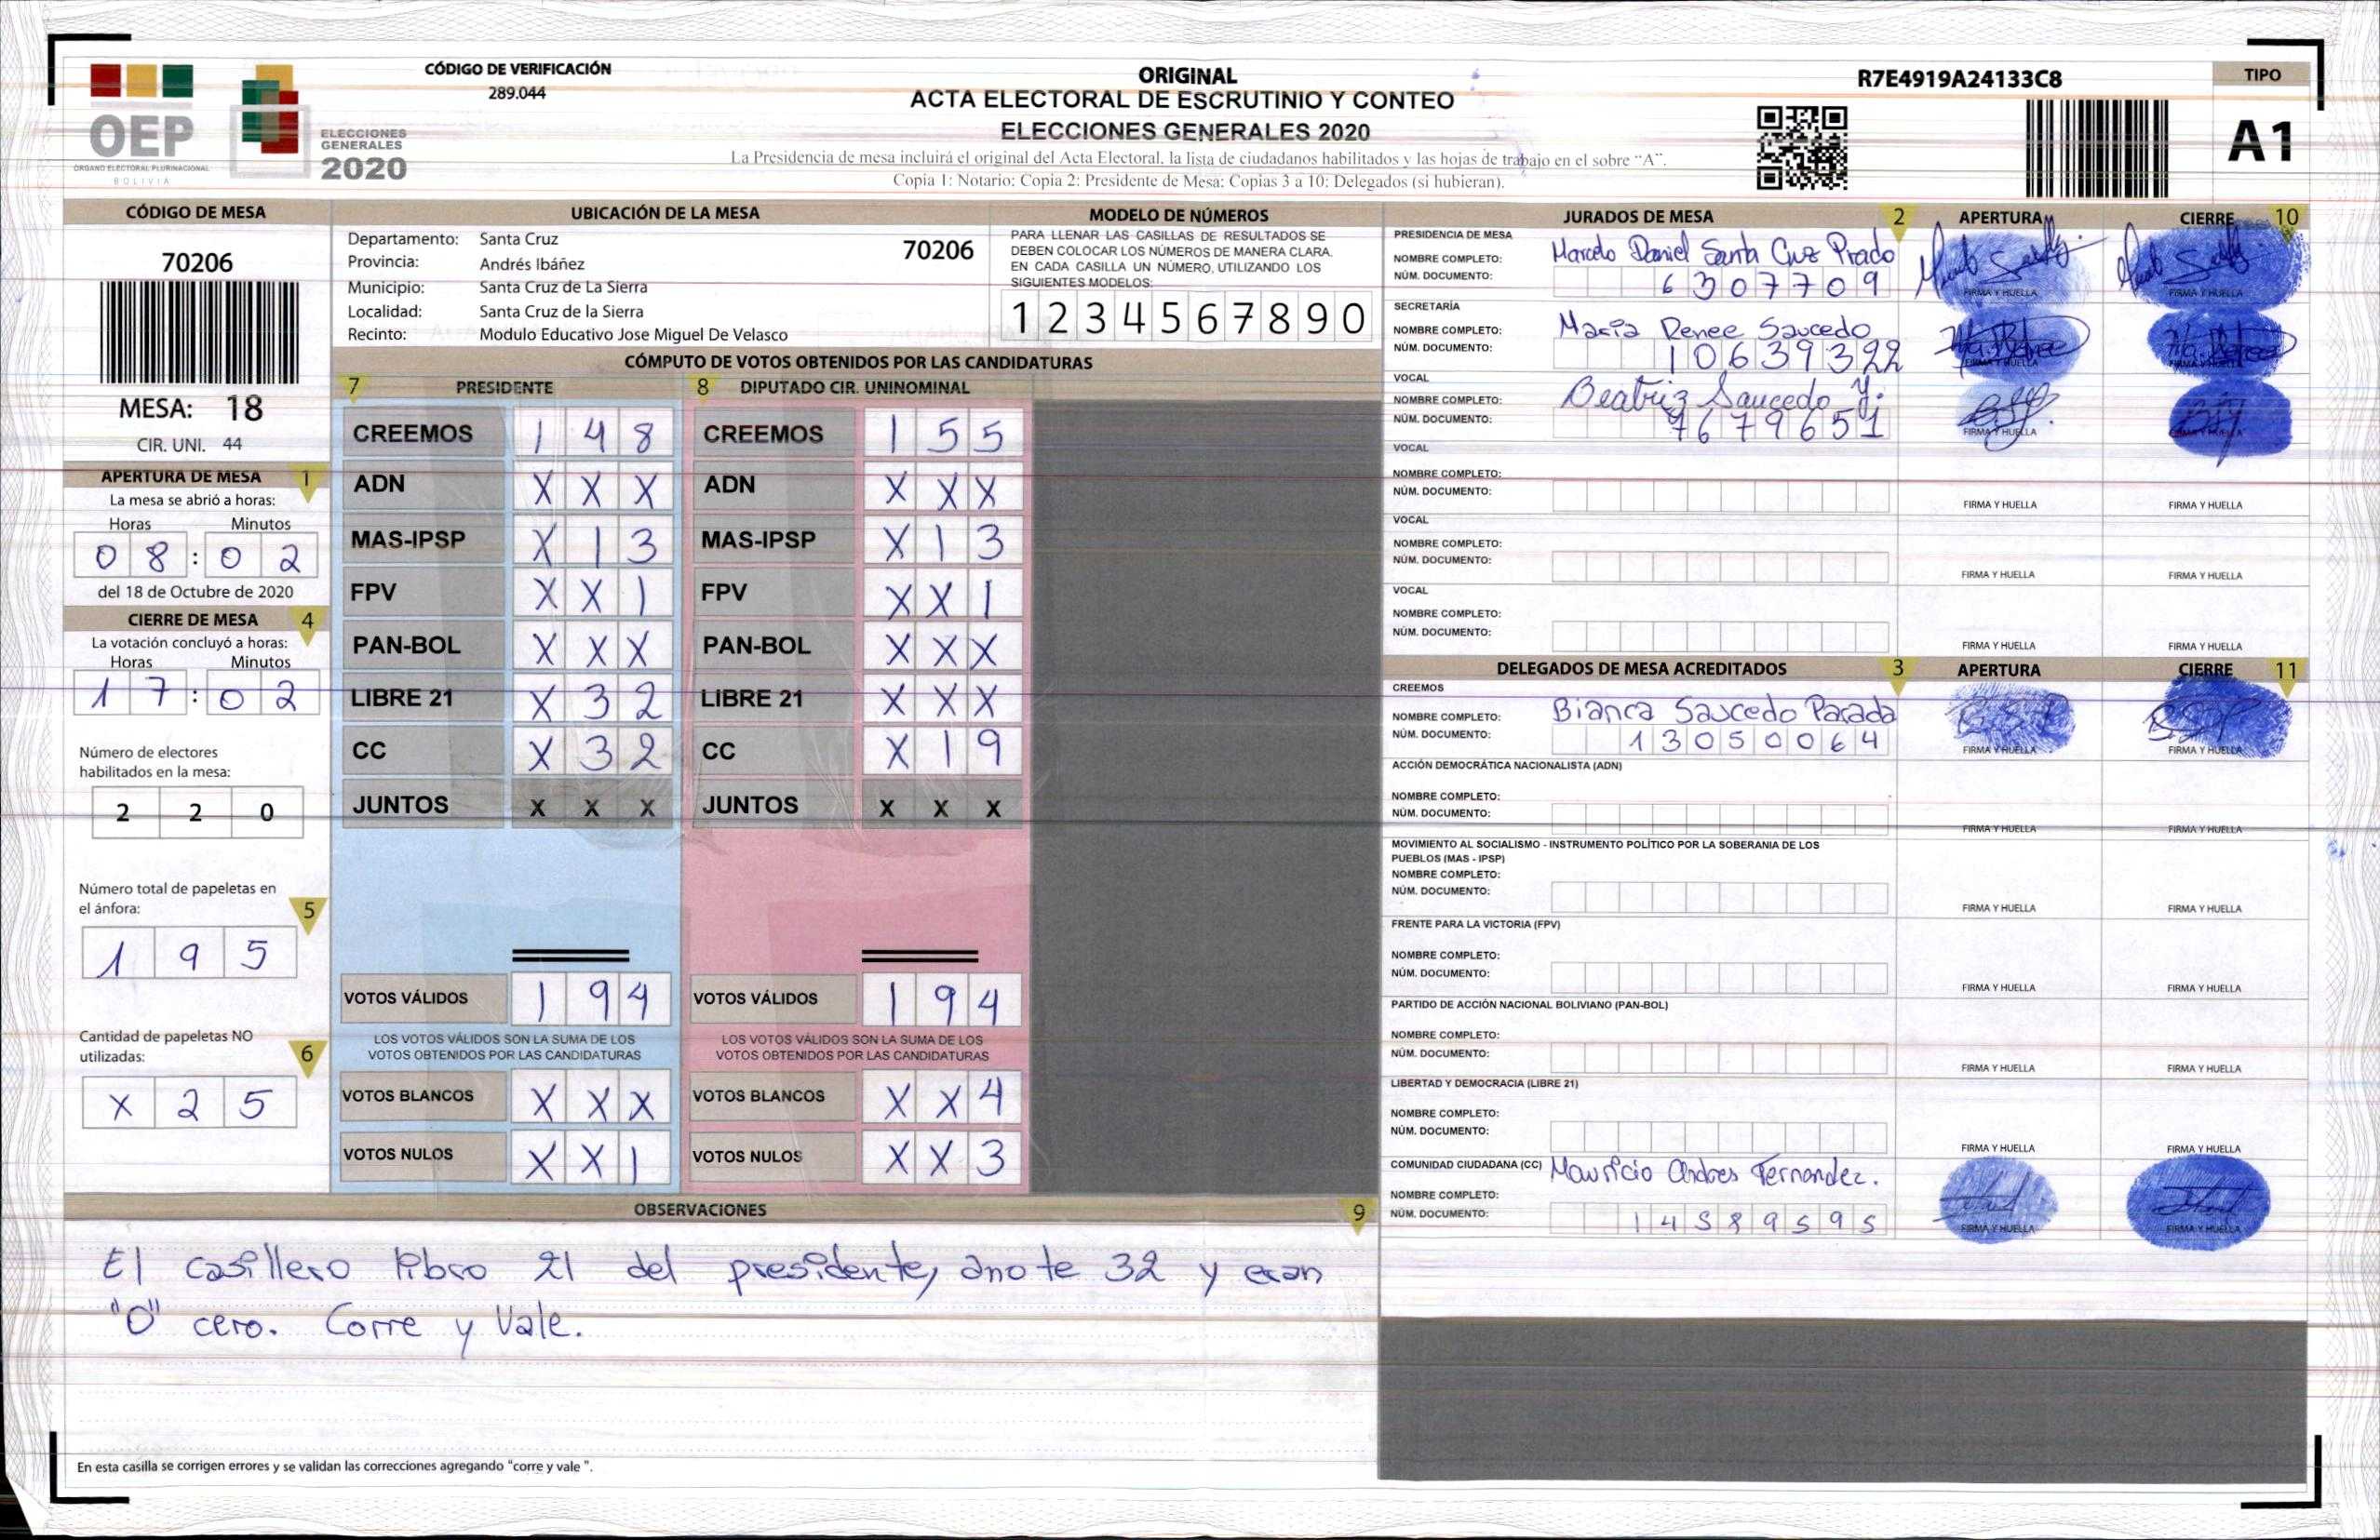 CÓDIGO DE VERIFICACIÓN
289.044
OEP
ÓRGANO ELECTORAL PLURINACIONAL
BOLIVIA
ELECCIONES
GENERALES
2020
ORIGINAL
ACTA ELECTORAL DE ESCRUTINIO Y CONTEO
ELECCIONES GENERALES 2020
La Presidencia de mesa incluirá el original del Acta Electoral, la lista de ciudadanos habilitados y las hojas de trabajo en el sobre “A”.
Copia 1: Notario; Copia 2: Presidente de Mesa; Copias 3 a 10: Delegados (si hubieran).
R7E4919A24133C8
TIPO
A1
CÓDIGO DE MESA
70206
MESA: 18
CIR. UNI. 44
APERTURA DE MESA 1
La mesa se abrió a horas:
Horas Minutos
0 8 : 0 2
del 18 de Octubre de 2020
CIERRE DE MESA 4
La votación concluyó a horas:
Horas Minutos
1 7 : 0 2
Número de electores
habilitados en la mesa:
2 2 0
Número total de papeletas en
el ánfora: 5
1 9 5
Cantidad de papeletas NO
utilizadas: 6
X 2 5
UBICACIÓN DE LA MESA
Departamento: Santa Cruz 70206
Provincia: Andrés Ibáñez
Municipio: Santa Cruz de La Sierra
Localidad: Santa Cruz de la Sierra
Recinto: Modulo Educativo Jose Miguel De Velasco
MODELO DE NÚMEROS
PARA LLENAR LAS CASILLAS DE RESULTADOS SE
DEBEN COLOCAR LOS NÚMEROS DE MANERA CLARA.
EN CADA CASILLA UN NÚMERO, UTILIZANDO LOS
SIGUIENTES MODELOS:
1 2 3 4 5 6 7 8 9 0
CÓMPUTO DE VOTOS OBTENIDOS POR LAS CANDIDATURAS
7 PRESIDENTE 8 DIPUTADO CIR. UNINOMINAL
CREEMOS 1 4 8 CREEMOS 1 5 5
ADN X X X ADN X X X
MAS-IPSP X 1 3 MAS-IPSP X 1 3
FPV X X 1 FPV X X 1
PAN-BOL X X X PAN-BOL X X X
LIBRE 21 X 3 2 LIBRE 21 X X X
CC X 3 2 CC X 1 9
JUNTOS X X X JUNTOS X X X
VOTOS VÁLIDOS 1 9 4 VOTOS VÁLIDOS 1 9 4
LOS VOTOS VÁLIDOS SON LA SUMA DE LOS LOS VOTOS VÁLIDOS SON LA SUMA DE LOS
VOTOS OBTENIDOS POR LAS CANDIDATURAS VOTOS OBTENIDOS POR LAS CANDIDATURAS
VOTOS BLANCOS X X X VOTOS BLANCOS X X 4
VOTOS NULOS X X 1 VOTOS NULOS X X 3
OBSERVACIONES 9
El casillero libro 21 del presidente, anote 32 y eran
"0" cero. Corre y Vale.
En esta casilla se corrigen errores y se validan las correcciones agregando "corre y vale ".
JURADOS DE MESA 2 APERTURA CIERRE 10
PRESIDENCIA DE MESA
NOMBRE COMPLETO: Marcelo Daniel Santa Cruz Prado
NÚM. DOCUMENTO: 6307709 FIRMA Y HUELLA FIRMA Y HUELLA
SECRETARÍA
NOMBRE COMPLETO: Maria Renee Saucedo
NÚM. DOCUMENTO: 10639322 FIRMA Y HUELLA
VOCAL
NOMBRE COMPLETO: Beatriz Saucedo Y.
NÚM. DOCUMENTO: 7679651 FIRMA Y HUELLA FIRMA Y HUELLA
VOCAL
NOMBRE COMPLETO:
NÚM. DOCUMENTO: FIRMA Y HUELLA FIRMA Y HUELLA
VOCAL
NOMBRE COMPLETO:
NÚM. DOCUMENTO: FIRMA Y HUELLA FIRMA Y HUELLA
VOCAL
NOMBRE COMPLETO:
NÚM. DOCUMENTO: FIRMA Y HUELLA FIRMA Y HUELLA
DELEGADOS DE MESA ACREDITADOS 3 APERTURA CIERRE 11
CREEMOS
NOMBRE COMPLETO: Bianca Saucedo Parada
NÚM. DOCUMENTO: 13050064 FIRMA Y HUELLA FIRMA Y HUELLA
ACCIÓN DEMOCRÁTICA NACIONALISTA (ADN)
NOMBRE COMPLETO:
NÚM. DOCUMENTO: FIRMA Y HUELLA FIRMA Y HUELLA
MOVIMIENTO AL SOCIALISMO - INSTRUMENTO POLÍTICO POR LA SOBERANIA DE LOS
PUEBLOS (MAS - IPSP)
NOMBRE COMPLETO:
NÚM. DOCUMENTO: FIRMA Y HUELLA FIRMA Y HUELLA
FRENTE PARA LA VICTORIA (FPV)
NOMBRE COMPLETO:
NÚM. DOCUMENTO: FIRMA Y HUELLA FIRMA Y HUELLA
PARTIDO DE ACCIÓN NACIONAL BOLIVIANO (PAN-BOL)
NOMBRE COMPLETO:
NÚM. DOCUMENTO: FIRMA Y HUELLA FIRMA Y HUELLA
LIBERTAD Y DEMOCRACIA (LIBRE 21)
NOMBRE COMPLETO:
NÚM. DOCUMENTO: FIRMA Y HUELLA FIRMA Y HUELLA
COMUNIDAD CIUDADANA (CC) Mauricio Andres Fernandez.
NOMBRE COMPLETO:
NÚM. DOCUMENTO: FIRMA Y HUELLA FIRMA Y HUELLA